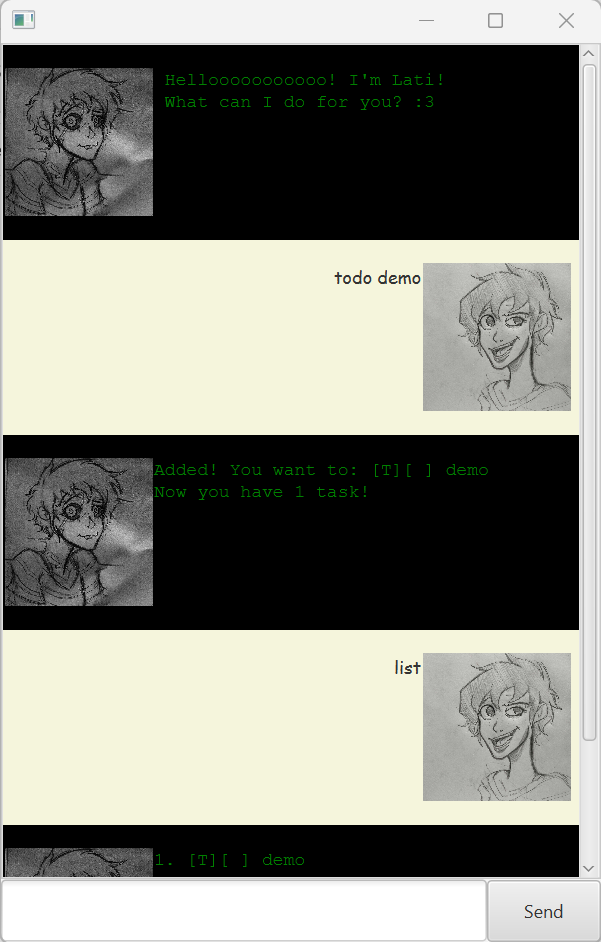 Hellooooooooooo! I'm Lati!
What can I do for you? :3
todo demo
Added! You want to: [T][ ] demo
Now you have 1 task!
list
1. [T][ ] demo
Send